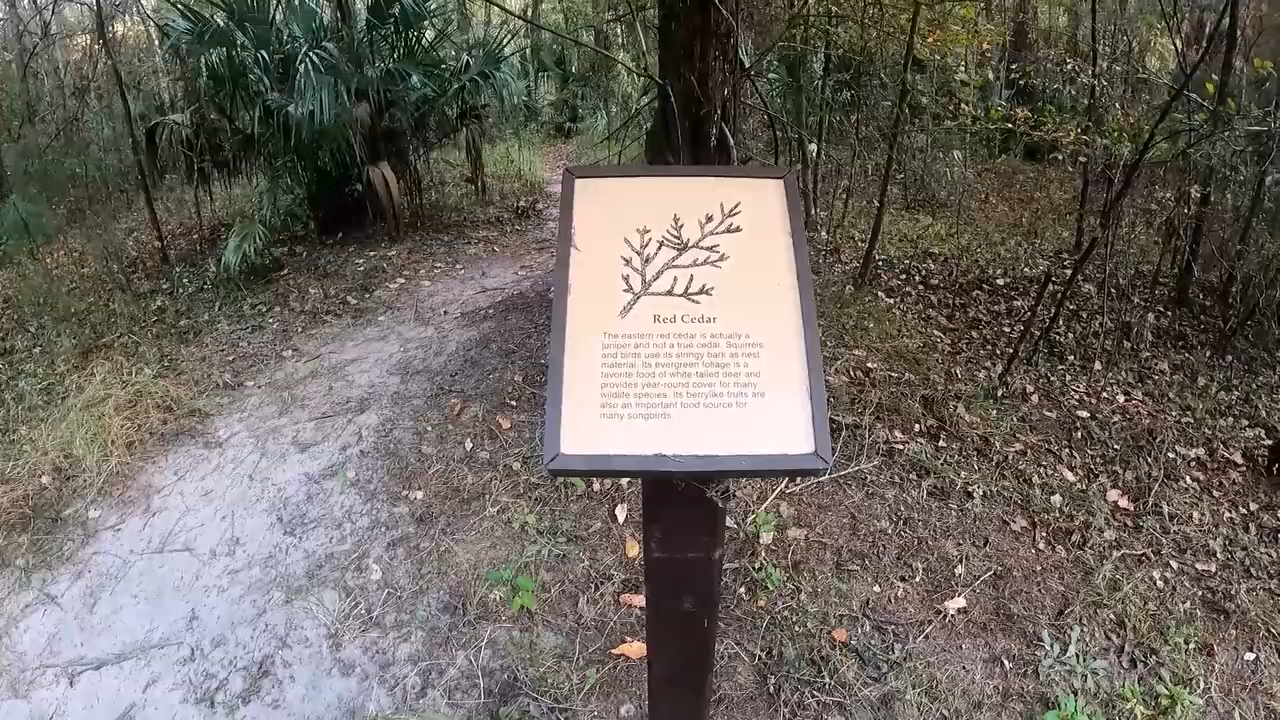 Red Cedar
The eastern red cedar is actually a
juniper and not a true cedar. Squirrels
and birds use its stringy bark as nest
material. Its evergreen foliage is a
favorite food of white-tailed deer and
provides year-round cover for many
wildlife species. Its berrylike fruits are
also an important food source for
many songbirds.